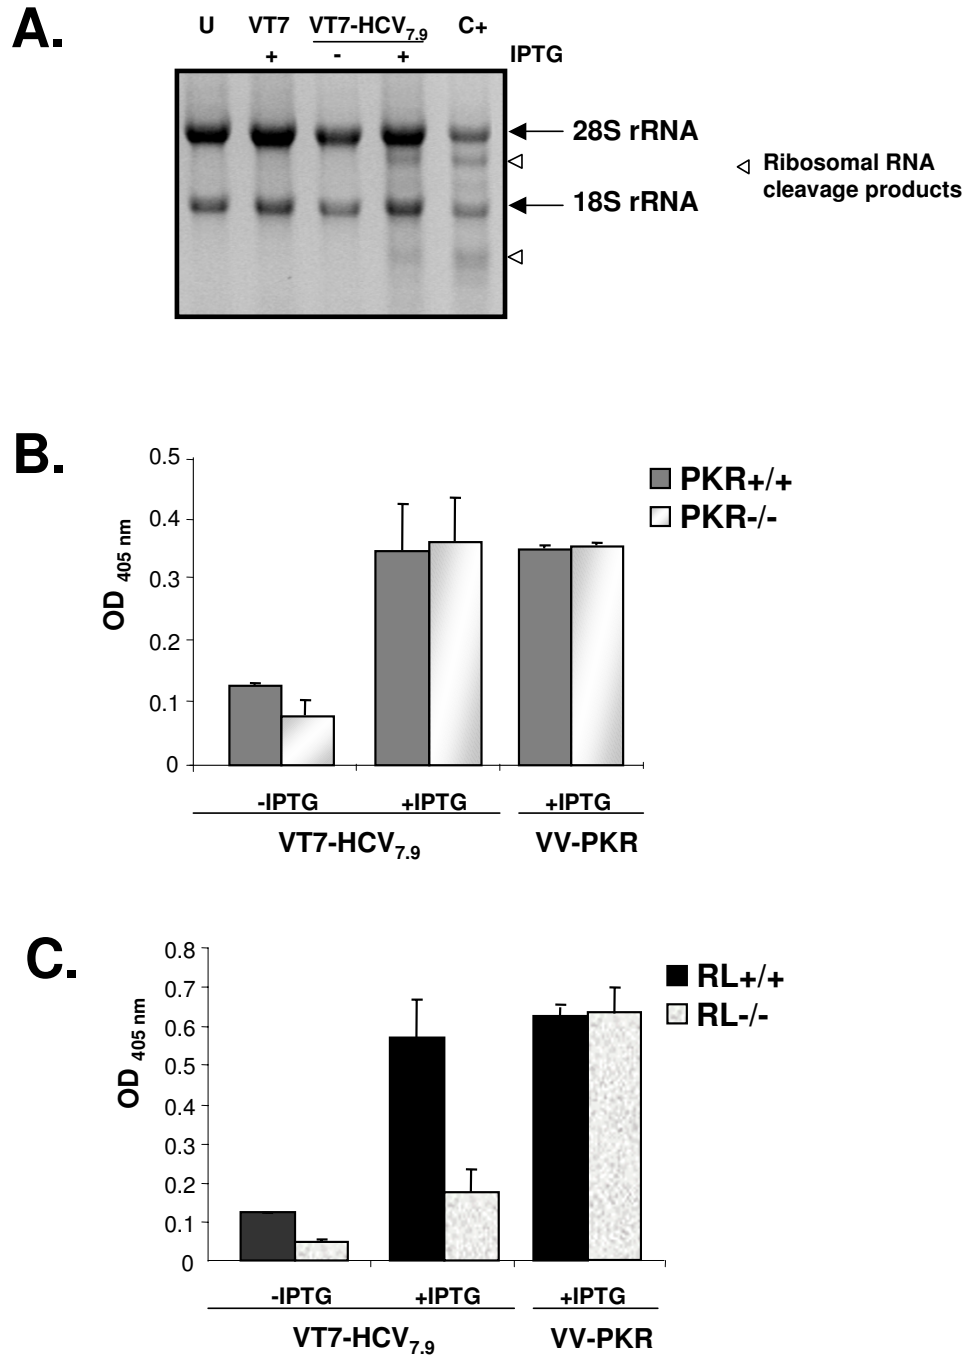 A.
U VT7 VT7-HCV7.9 C+
+ - + IPTG
28S rRNA
18S rRNA
Ribosomal RNA
cleavage products
B.
OD 405 nm
0.5
0.4
0.3
0.2
0.1
0
PKR+/+
PKR-/-
-IPTG +IPTG +IPTG
VT7-HCV7.9 VV-PKR
C.
OD 405 nm
0.8
0.7
0.6
0.5
0.4
0.3
0.2
0.1
0
RL+/+
RL-/-
-IPTG +IPTG +IPTG
VT7-HCV7.9 VV-PKR